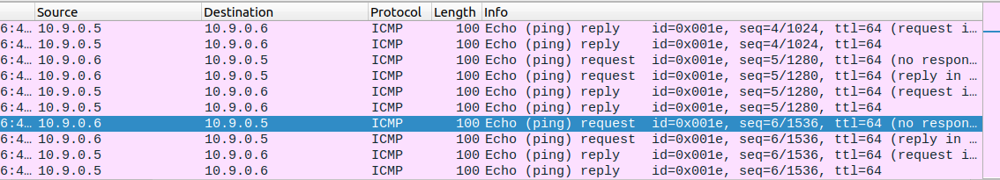 Source Destination Protocol Length Info
6:4… 10.9.0.5 10.9.0.6 ICMP 100 Echo (ping) reply id=0x001e, seq=4/1024, ttl=64 (request i…
6:4… 10.9.0.5 10.9.0.6 ICMP 100 Echo (ping) reply id=0x001e, seq=4/1024, ttl=64
6:4… 10.9.0.6 10.9.0.5 ICMP 100 Echo (ping) request id=0x001e, seq=5/1280, ttl=64 (no respon…
6:4… 10.9.0.6 10.9.0.5 ICMP 100 Echo (ping) request id=0x001e, seq=5/1280, ttl=64 (reply in …
6:4… 10.9.0.5 10.9.0.6 ICMP 100 Echo (ping) reply id=0x001e, seq=5/1280, ttl=64 (request i…
6:4… 10.9.0.5 10.9.0.6 ICMP 100 Echo (ping) reply id=0x001e, seq=5/1280, ttl=64
6:4… 10.9.0.6 10.9.0.5 ICMP 100 Echo (ping) request id=0x001e, seq=6/1536, ttl=64 (no respon…
6:4… 10.9.0.6 10.9.0.5 ICMP 100 Echo (ping) request id=0x001e, seq=6/1536, ttl=64 (reply in …
6:4… 10.9.0.5 10.9.0.6 ICMP 100 Echo (ping) reply id=0x001e, seq=6/1536, ttl=64 (request i…
6:4… 10.9.0.5 10.9.0.6 ICMP 100 Echo (ping) reply id=0x001e, seq=6/1536, ttl=64